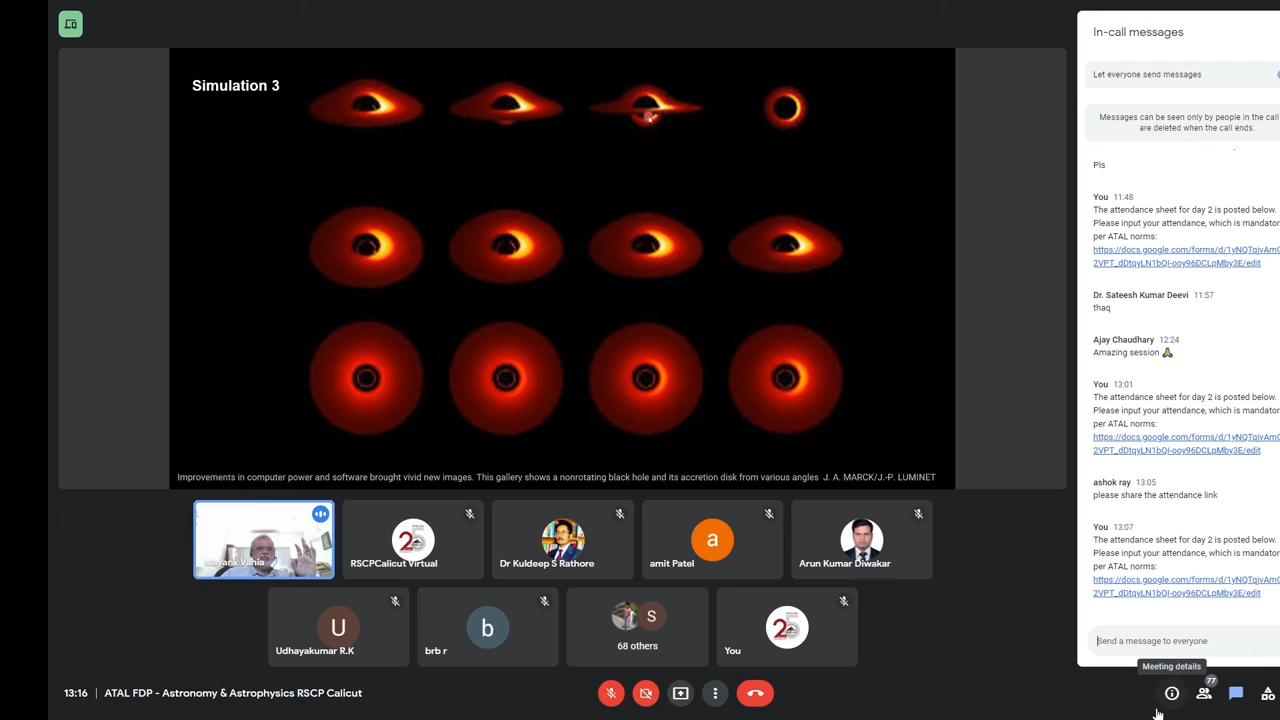 In-call messages
Simulation 3
Let everyone send messages
Messages can be seen only by people in the call
are deleted when the call ends.
Pls
You 11:48
The attendance sheet for day 2 is posted below.
Please input your attendance, which is mandator
per ATAL norms:
Dr. Sateesh Kumar Deevi 11:57
thaq
Ajay Chaudhary 12:24
Amazing session 🙏
You 13:01
The attendance sheet for day 2 is posted below.
Please input your attendance, which is mandator
per ATAL norms:
ashok ray 13:05
please share the attendance link
You 13:07
The attendance sheet for day 2 is posted below.
Please input your attendance, which is mandator
per ATAL norms:
Send a message to everyone
Meeting details
Improvements in computer power and software brought vivid new images. This gallery shows a nonrotating black hole and its accretion disk from various angles J. A. MARCK/J.-P. LUMINET
Mayank Vahia
25
RSCPCalicut Virtual
Dr Kuldeep S Rathore
a
amit Patel
Arun Kumar Diwakar
U
Udhayakumar R.K
b
brb r
S
68 others
25
You
77
13:16 | ATAL FDP - Astronomy & Astrophysics RSCP Calicut